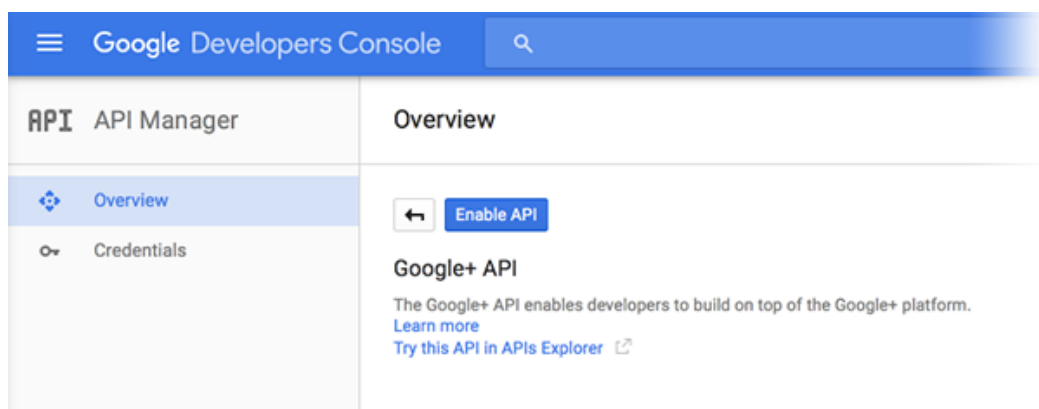 Google Developers Console
API API Manager
Overview
Overview
Credentials
Enable API
Google+ API
The Google+ API enables developers to build on top of the Google+ platform.
Learn more
Try this API in APIs Explorer